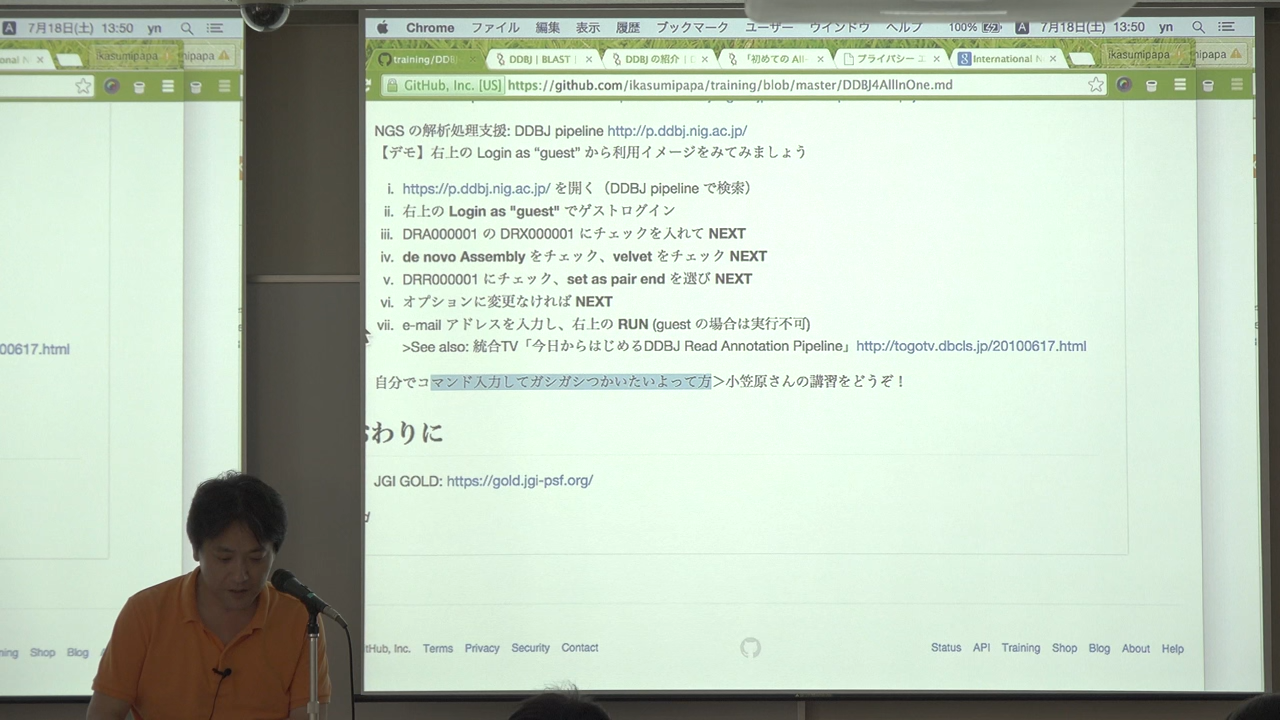 7月18日(土) 13:50 yn
Chrome ファイル 編集 表示 履歴 ブックマーク ユーザー ウインドウ ヘルプ 100% 7月18日(土) 13:50 yn
ikasumipapa
training/DDBJ
DDBJ | BLAST |
DDBJ の紹介 | D
「初めての All-
プライバシー エ
International N
ikasumipapa
GitHub, Inc. [US] https://github.com/ikasumipapa/training/blob/master/DDBJ4AllInOne.md
NGS の解析処理支援: DDBJ pipeline http://p.ddbj.nig.ac.jp/
【デモ】右上の Login as “guest” から利用イメージをみてみましょう
i. https://p.ddbj.nig.ac.jp/ を開く（DDBJ pipeline で検索）
ii. 右上の Login as "guest" でゲストログイン
iii. DRA000001 の DRX000001 にチェックを入れて NEXT
iv. de novo Assembly をチェック、velvet をチェック NEXT
v. DRR000001 にチェック、set as pair end を選び NEXT
vi. オプションに変更なければ NEXT
vii. e-mail アドレスを入力し、右上の RUN (guest の場合は実行不可)
>See also: 統合TV「今日からはじめるDDBJ Read Annotation Pipeline」http://togotv.dbcls.jp/20100617.html
00617.html
自分でコマンド入力してガシガシつかいたいよって方＞小笠原さんの講習をどうぞ！
おわりに
JGI GOLD: https://gold.jgi-psf.org/
d
tHub, Inc. Terms Privacy Security Contact
Status API Training Shop Blog About Help
ning Shop Blog